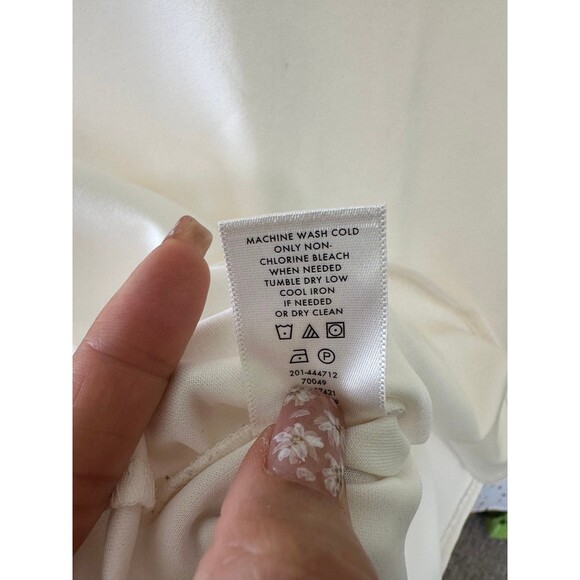 MACHINE WASH COLD
ONLY NON-
CHLORINE BLEACH
WHEN NEEDED
TUMBLE DRY LOW
COOL IRON
IF NEEDED
OR DRY CLEAN
P
201-444712
70049